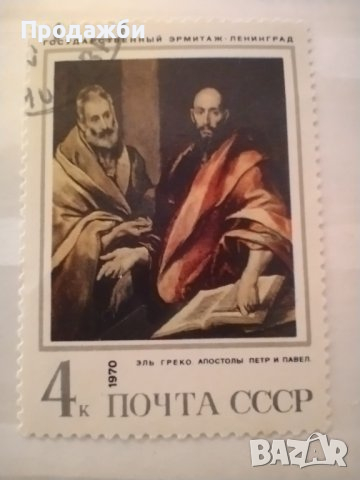 Продажби
ГОСУДАРСТВЕННЫЙ ЭРМИТАЖ · ЛЕНИНГРАД
1970
ЭЛЬ ГРЕКО. АПОСТОЛЫ ПЕТР И ПАВЕЛ.
4к ПОЧТА СССР
BAZAR